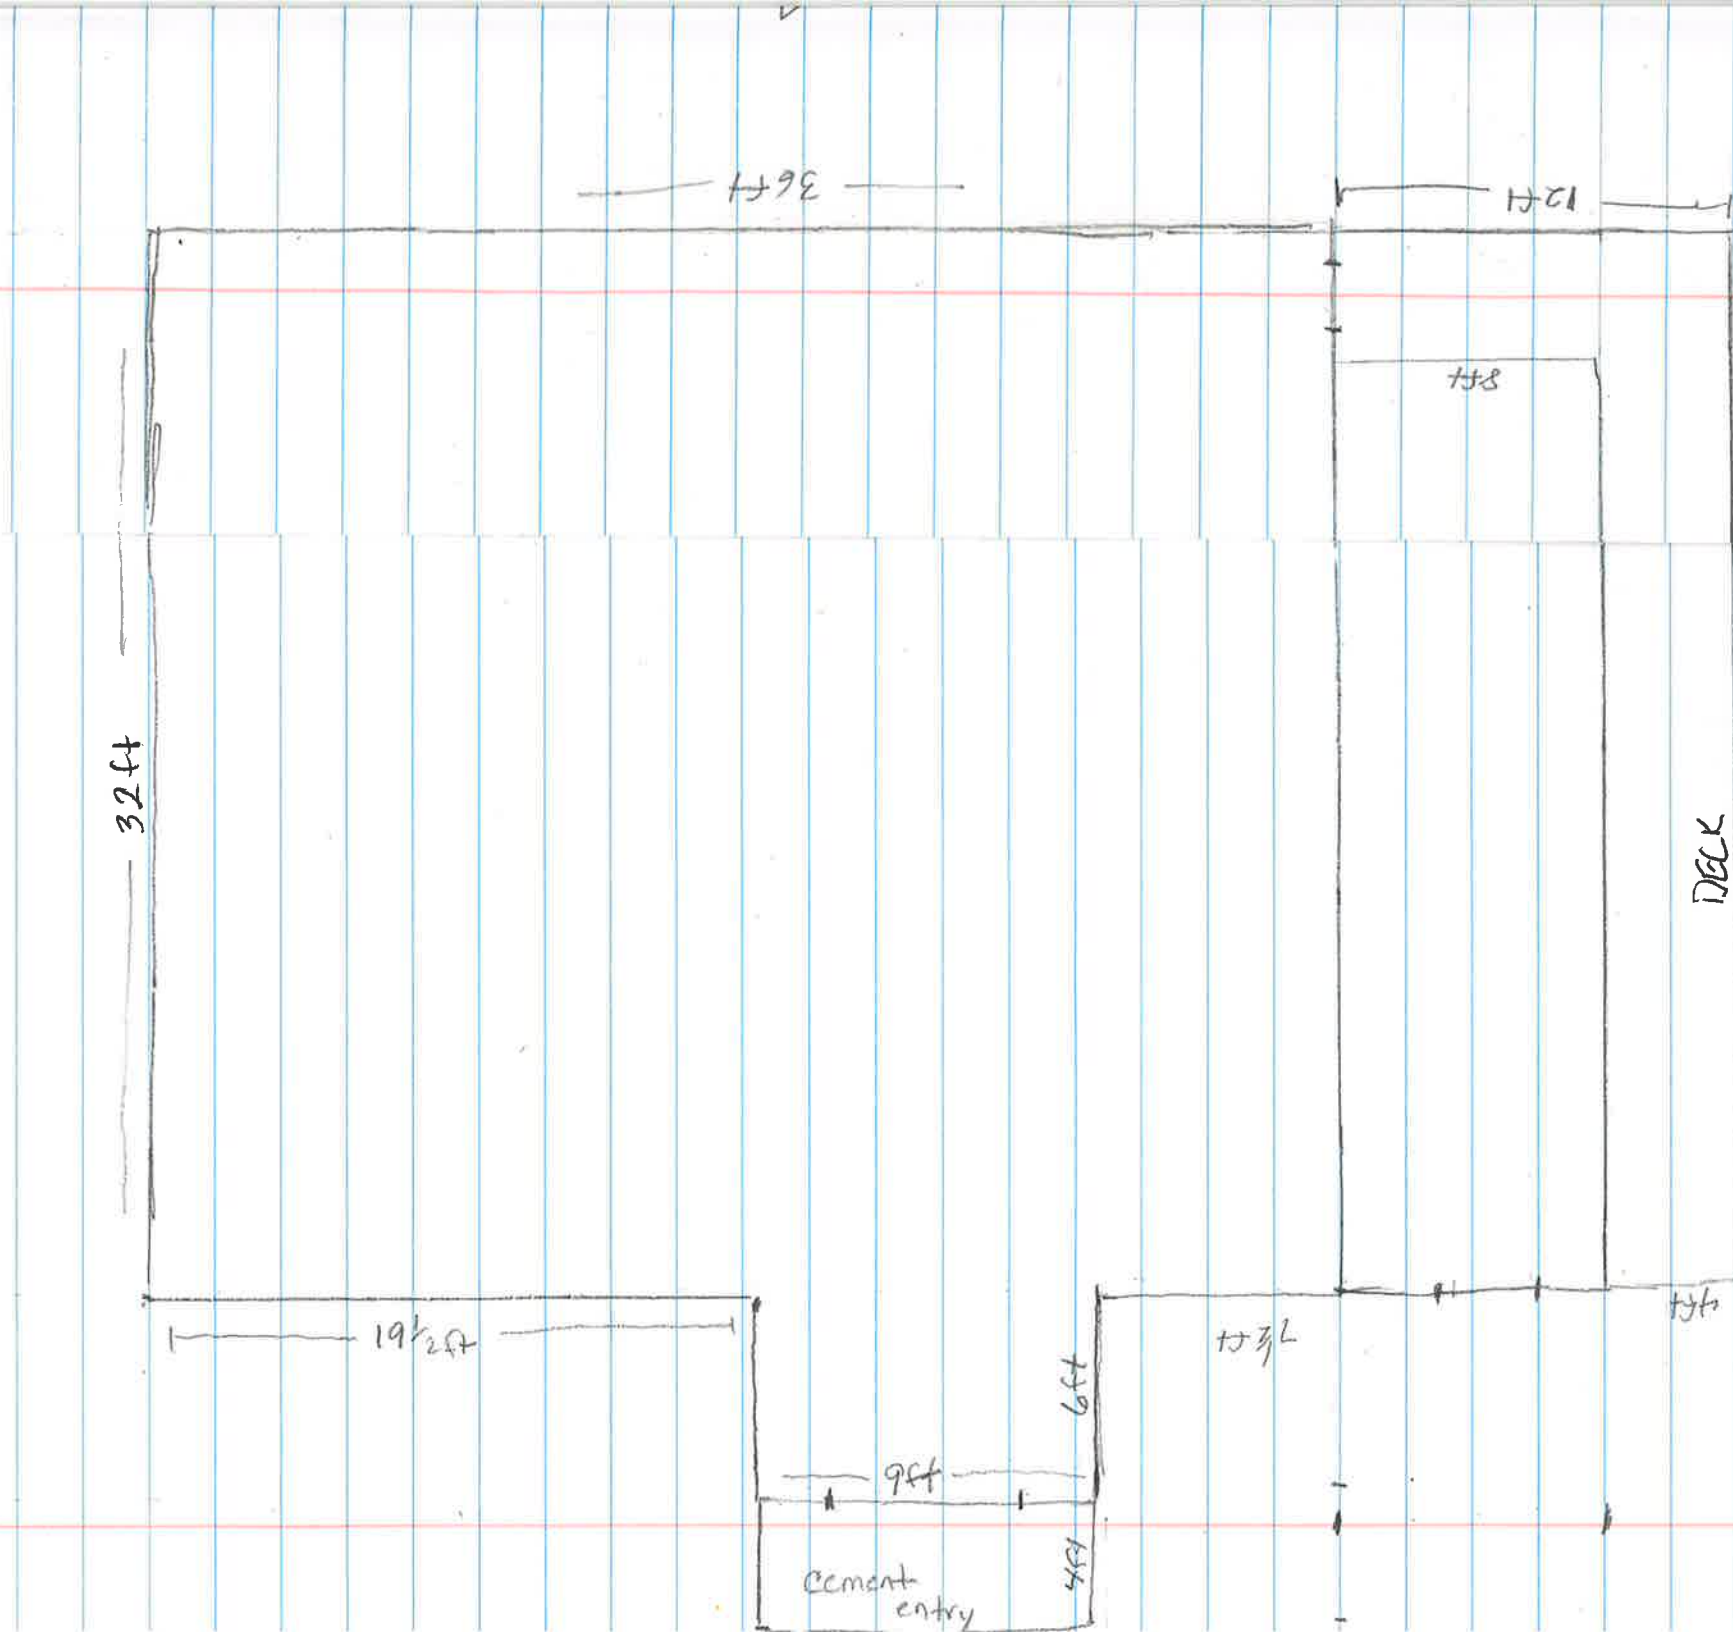 36ft
12ft
8ft
32ft
DECK
19 1/2 ft
7 1/2 ft
4ft
6ft
9ft
4ft
cement
entry